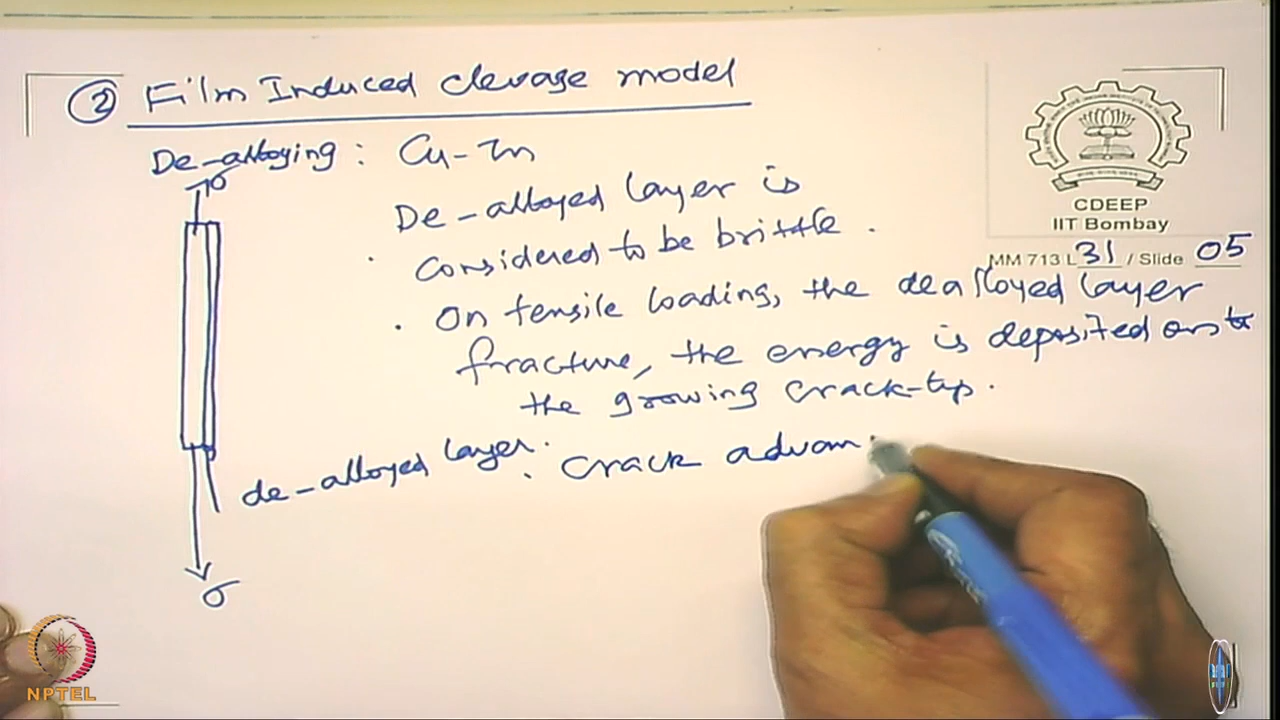 ② Film Induced clevage model
De-alloying : Cu-Zn
σ
De-alloyed layer is
considered to be brittle .
. On tensile loading, the dealloyed layer
fracture, the energy is deposited onto
the growing crack-tip .
de-alloyed layer.
. crack advan
σ
CDEEP
IIT Bombay
MM 713 L 31 / Slide 05
NPTEL